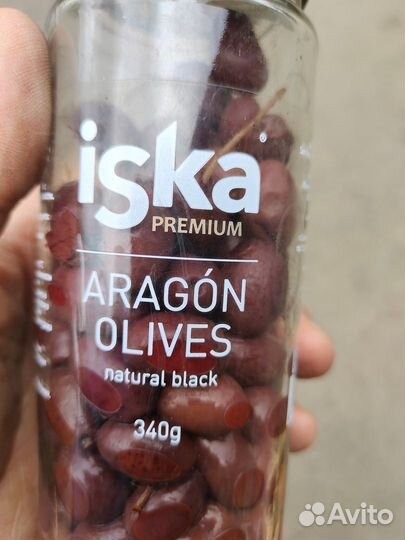 iska
PREMIUM
ARAGÓN
OLIVES
natural black
340g
Avito